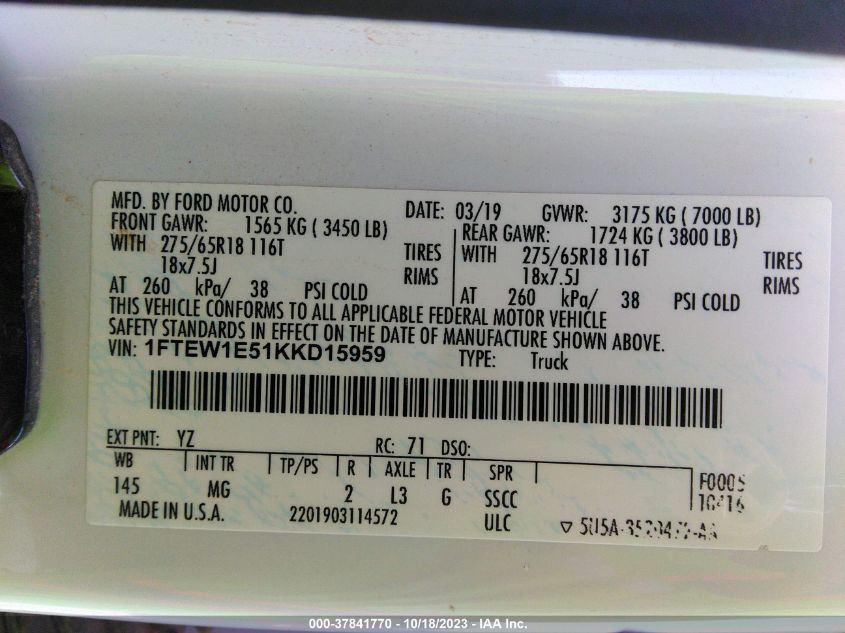 MFD. BY FORD MOTOR CO. DATE: 03/19 GVWR: 3175 KG ( 7000 LB)
FRONT GAWR: 1565 KG ( 3450 LB) REAR GAWR: 1724 KG ( 3800 LB)
WITH 275/65R18 116T TIRES WITH 275/65R18 116T TIRES
18x7.5J RIMS 18x7.5J RIMS
AT 260 kPa/ 38 PSI COLD AT 260 kPa/ 38 PSI COLD
THIS VEHICLE CONFORMS TO ALL APPLICABLE FEDERAL MOTOR VEHICLE
SAFETY STANDARDS IN EFFECT ON THE DATE OF MANUFACTURE SHOWN ABOVE.
VIN: 1FTEW1E51KKD15959 TYPE: Truck
EXT PNT: YZ RC: 71 DSO:
WB INT TR TP/PS R AXLE TR SPR F0005
145 MG 2 L3 G SSCC 10416
MADE IN U.S.A. 2201903114572 ULC
000-37841770 - 10/18/2023 - IAA Inc.